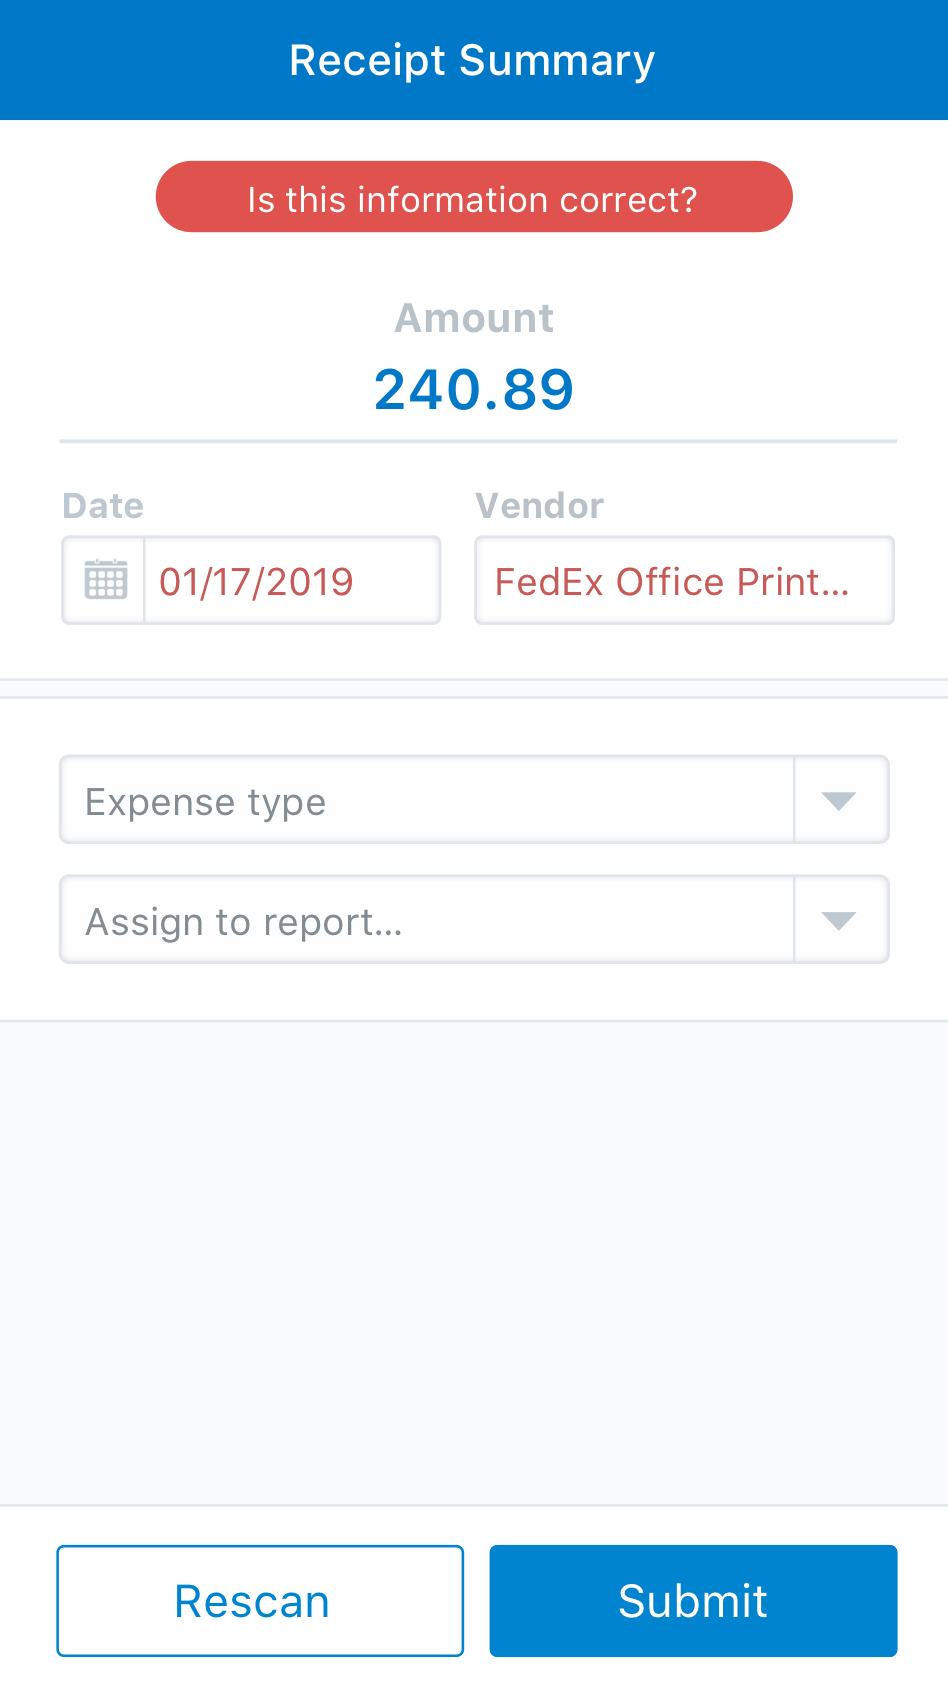 Receipt Summary
Is this information correct?
Amount
240.89
Date
Vendor
01/17/2019
FedEx Office Print...
Expense type
Assign to report...
Rescan
Submit